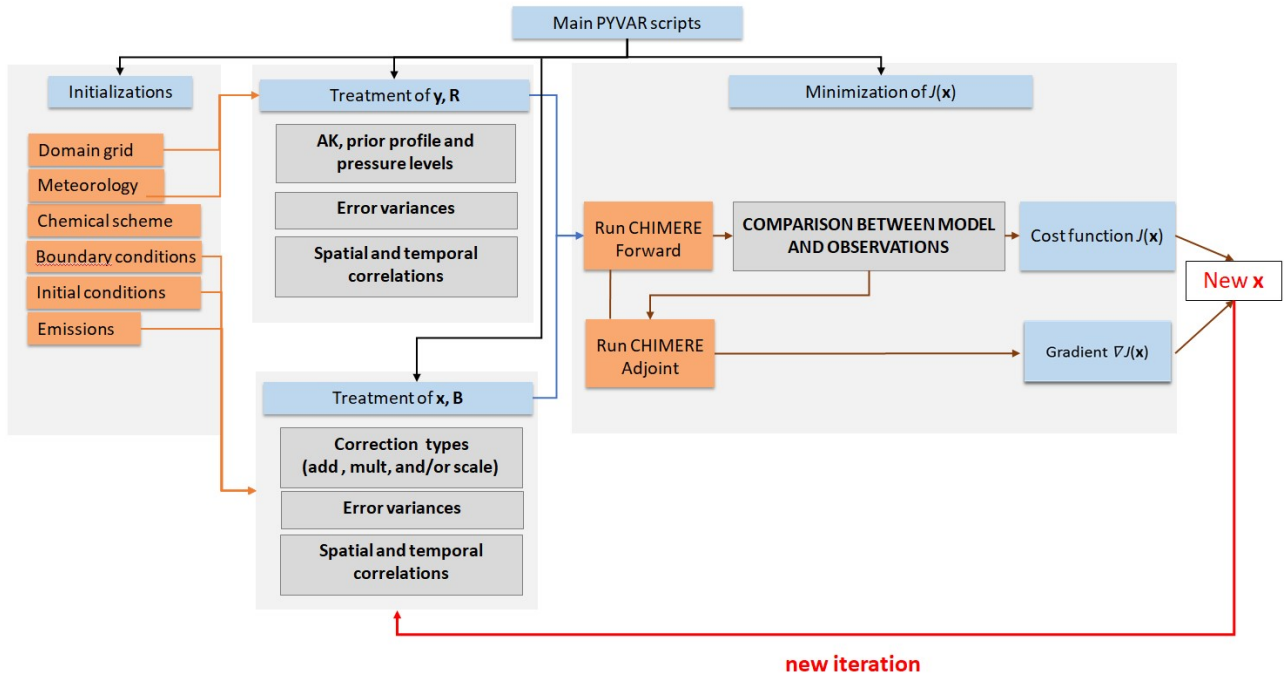 Main PYVAR scripts
Initializations
Domain grid
Meteorology
Chemical scheme
Boundary conditions
Initial conditions
Emissions
Treatment of y, R
AK, prior profile and
pressure levels
Error variances
Spatial and temporal
correlations
Treatment of x, B
Correction types
(add , mult, and/or scale)
Error variances
Spatial and temporal
correlations
Minimization of J(x)
Run CHIMERE
Forward
COMPARISON BETWEEN MODEL
AND OBSERVATIONS
Cost function J(x)
New x
Run CHIMERE
Adjoint
Gradient ∇J(x)
new iteration